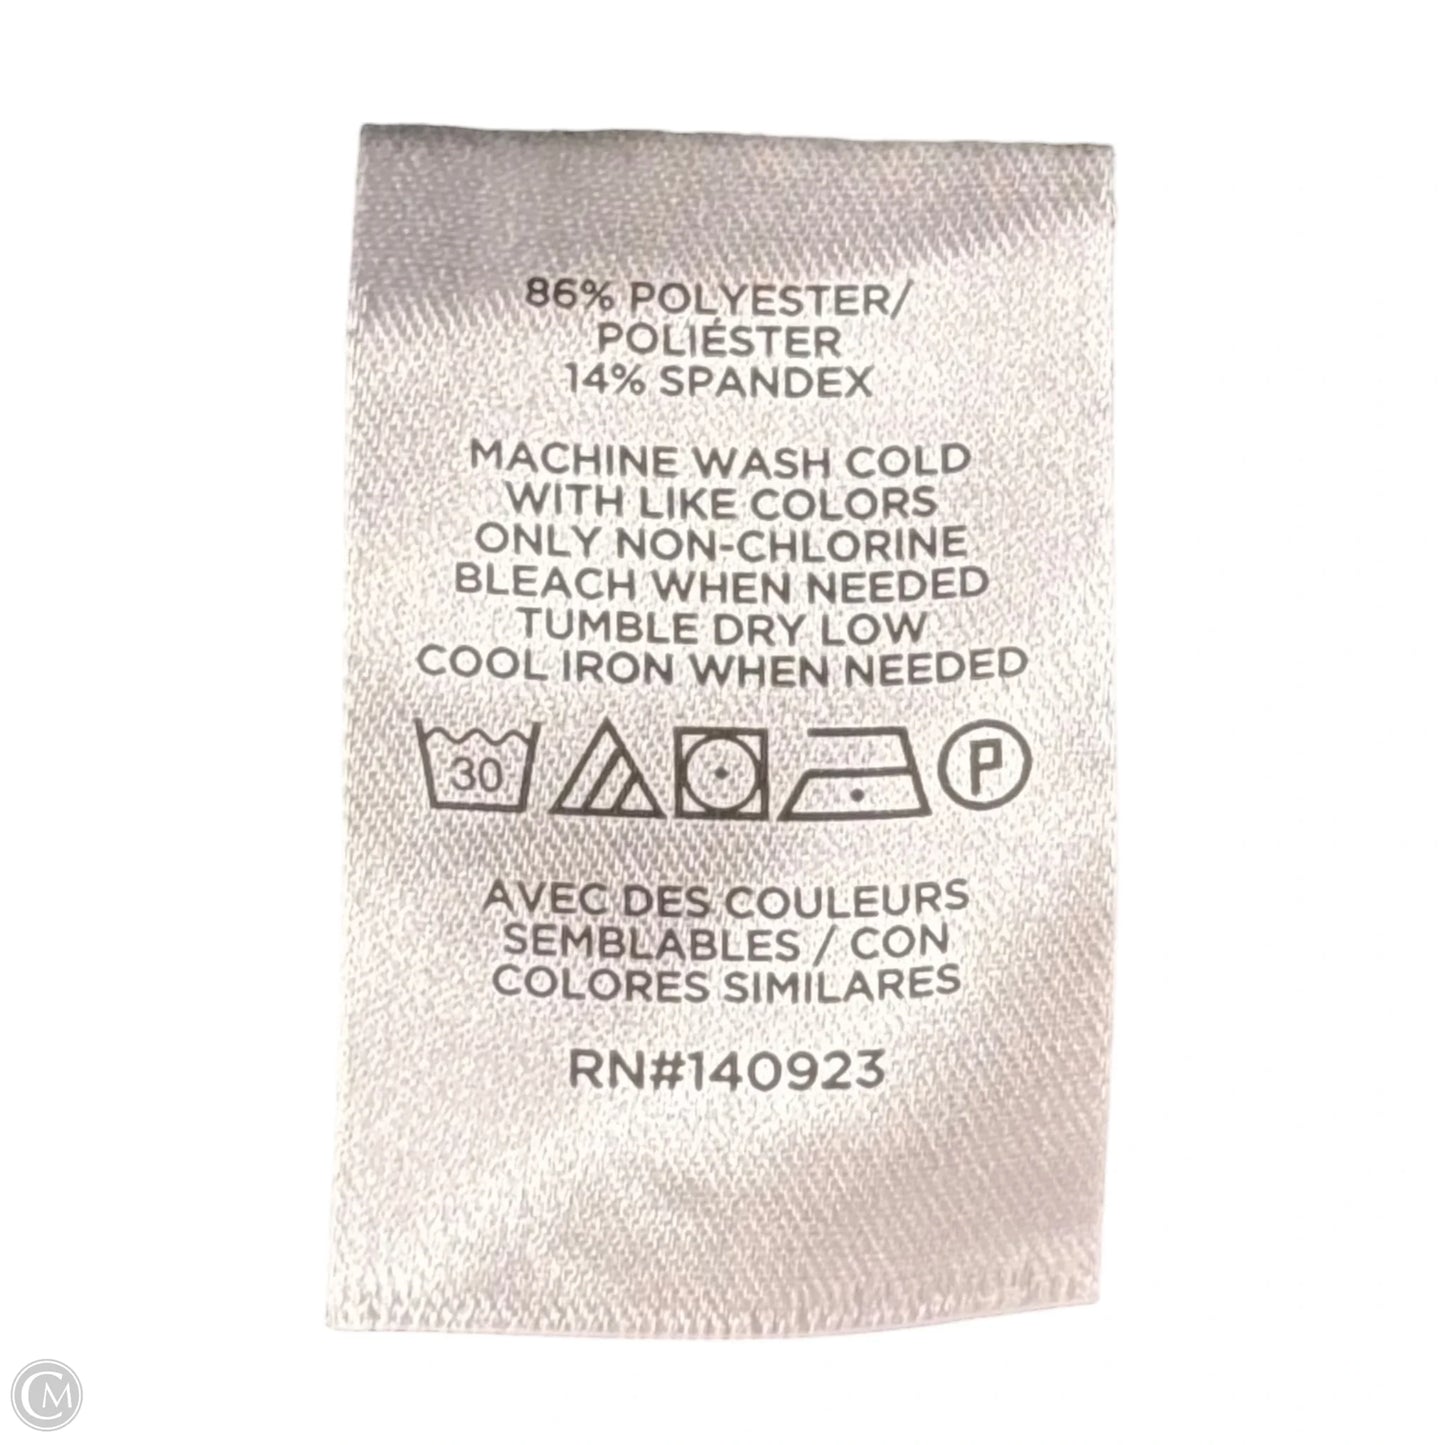 86% POLYESTER/
POLIÉSTER
14% SPANDEX
MACHINE WASH COLD
WITH LIKE COLORS
ONLY NON-CHLORINE
BLEACH WHEN NEEDED
TUMBLE DRY LOW
COOL IRON WHEN NEEDED
30 P
AVEC DES COULEURS
SEMBLABLES / CON
COLORES SIMILARES
RN#140923
CM